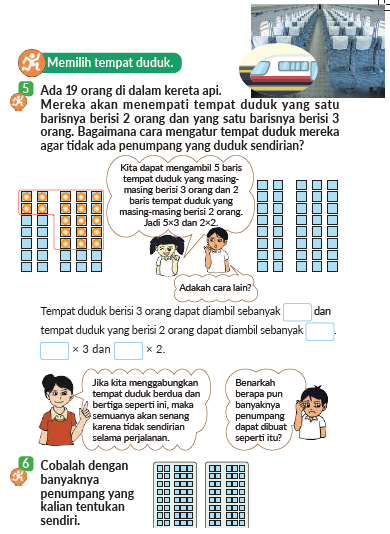 Memilih tempat duduk.
5 Ada 19 orang di dalam kereta api.
Mereka akan menempati tempat duduk yang satu
barisnya berisi 2 orang dan yang satu barisnya berisi 3
orang. Bagaimana cara mengatur tempat duduk mereka
agar tidak ada penumpang yang duduk sendirian?
Kita dapat mengambil 5 baris
tempat duduk yang masing-
masing berisi 3 orang dan 2
baris tempat duduk yang
masing-masing berisi 2 orang.
Jadi 5×3 dan 2×2.
Adakah cara lain?
Tempat duduk berisi 3 orang dapat diambil sebanyak dan
tempat duduk yang berisi 2 orang dapat diambil sebanyak .
× 3 dan × 2.
Jika kita menggabungkan
tempat duduk berdua dan
bertiga seperti ini, maka
semuanya akan senang
karena tidak sendirian
selama perjalanan.
Benarkah
berapa pun
banyaknya
penumpang
dapat dibuat
seperti itu?
6 Cobalah dengan
banyaknya
penumpang yang
kalian tentukan
sendiri.